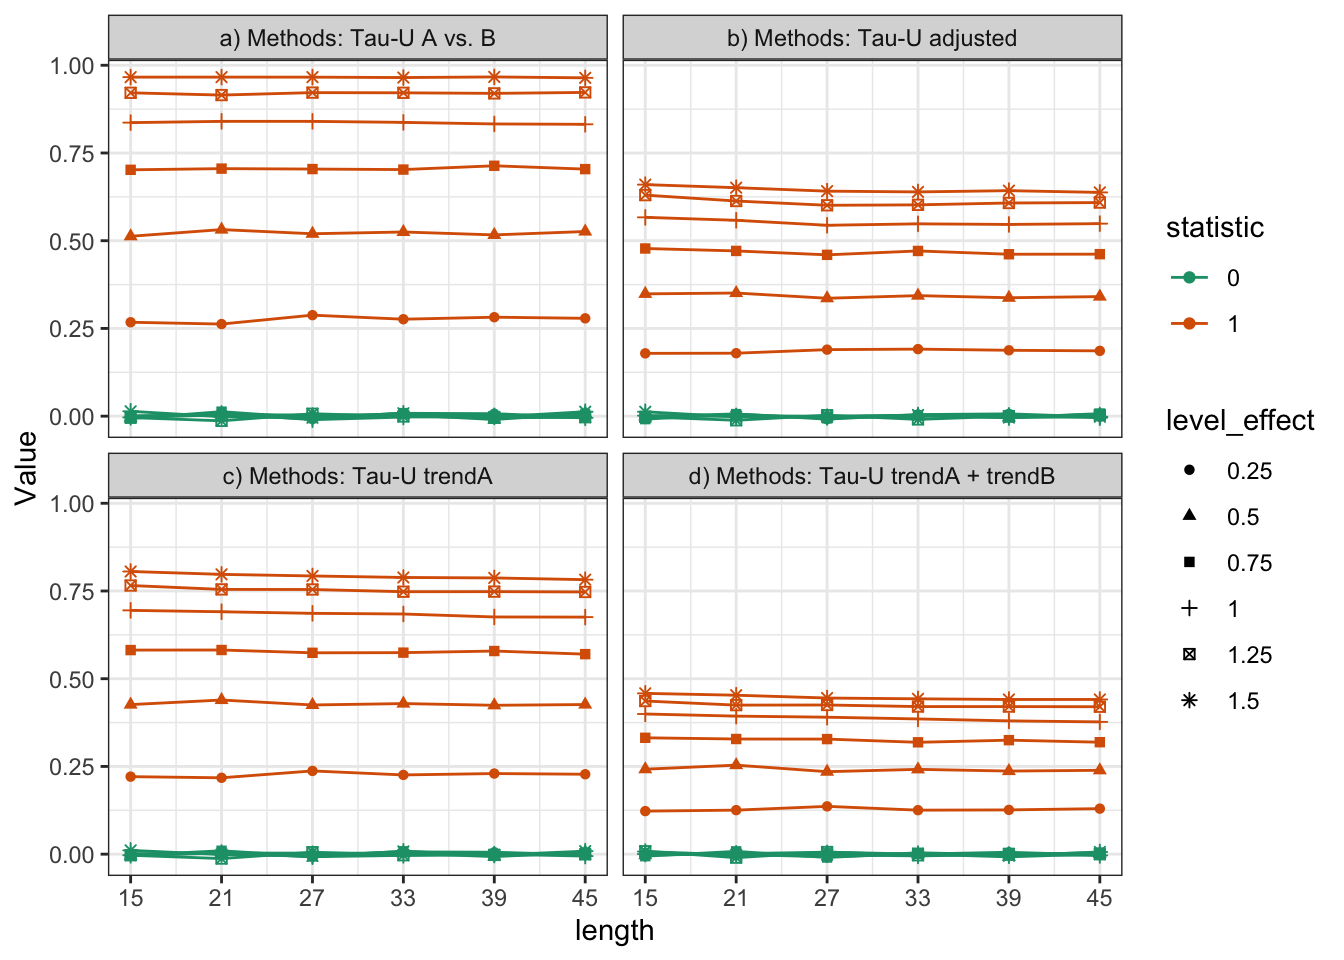 a) Methods: Tau-U A vs. B
b) Methods: Tau-U adjusted
1.00
0.75
0.50
0.25
0.00
c) Methods: Tau-U trendA
d) Methods: Tau-U trendA + trendB
1.00
0.75
0.50
0.25
0.00
15 21 27 33 39 45
15 21 27 33 39 45
length
Value
statistic
0
1
level_effect
0.25
0.5
0.75
1
1.25
1.5